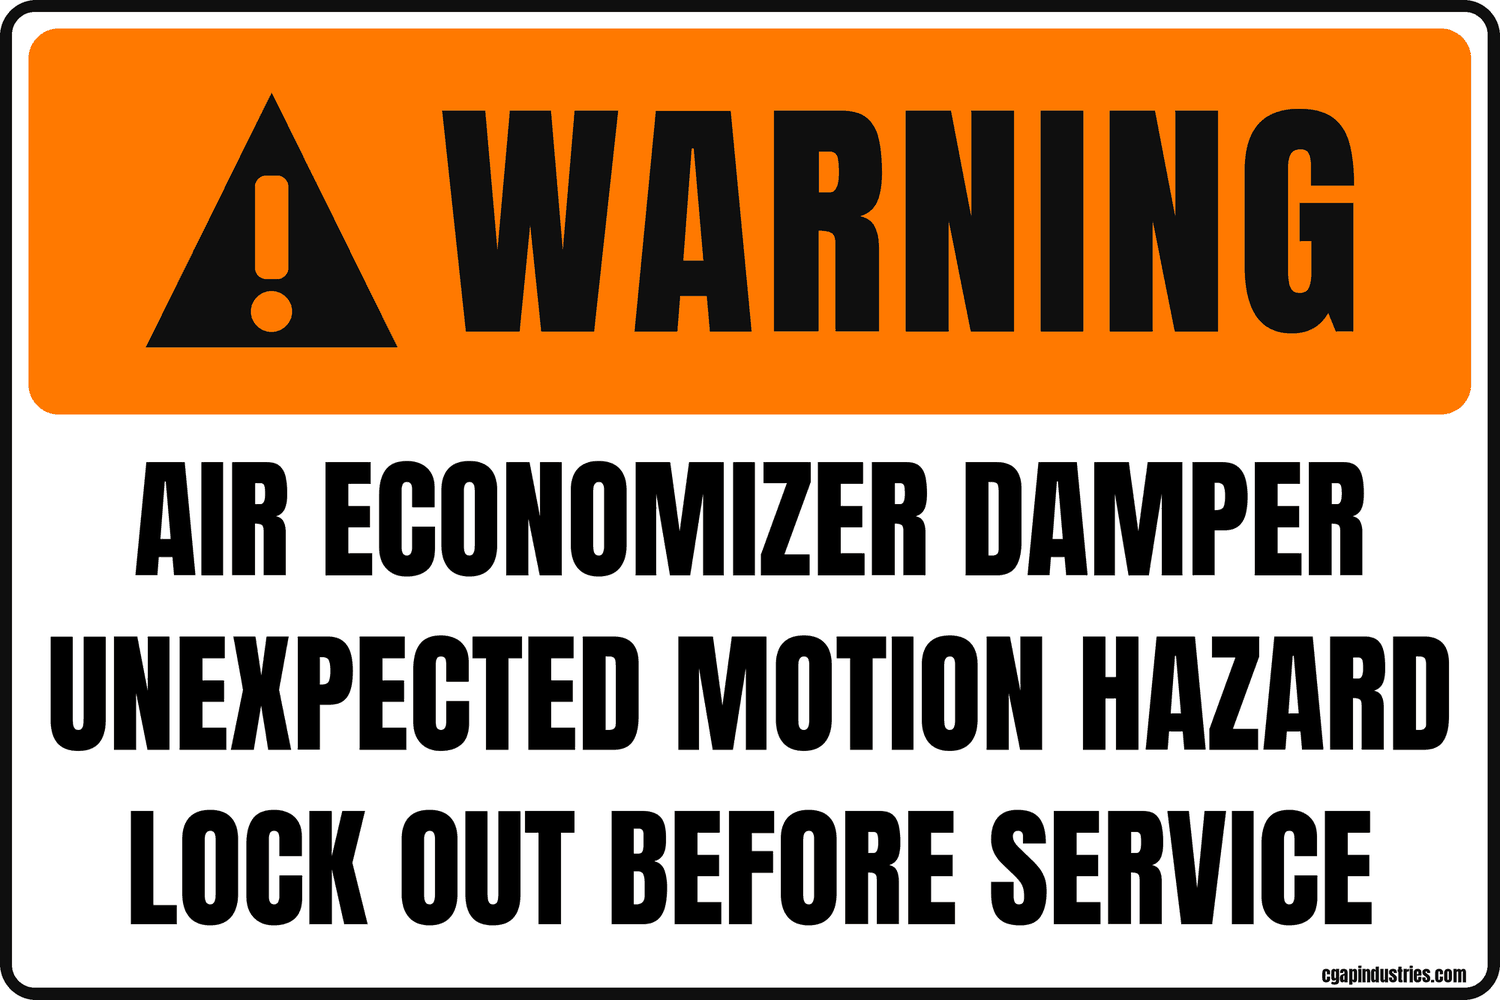 WARNING
AIR ECONOMIZER DAMPER
UNEXPECTED MOTION HAZARD
LOCK OUT BEFORE SERVICE
cgapindustries.com